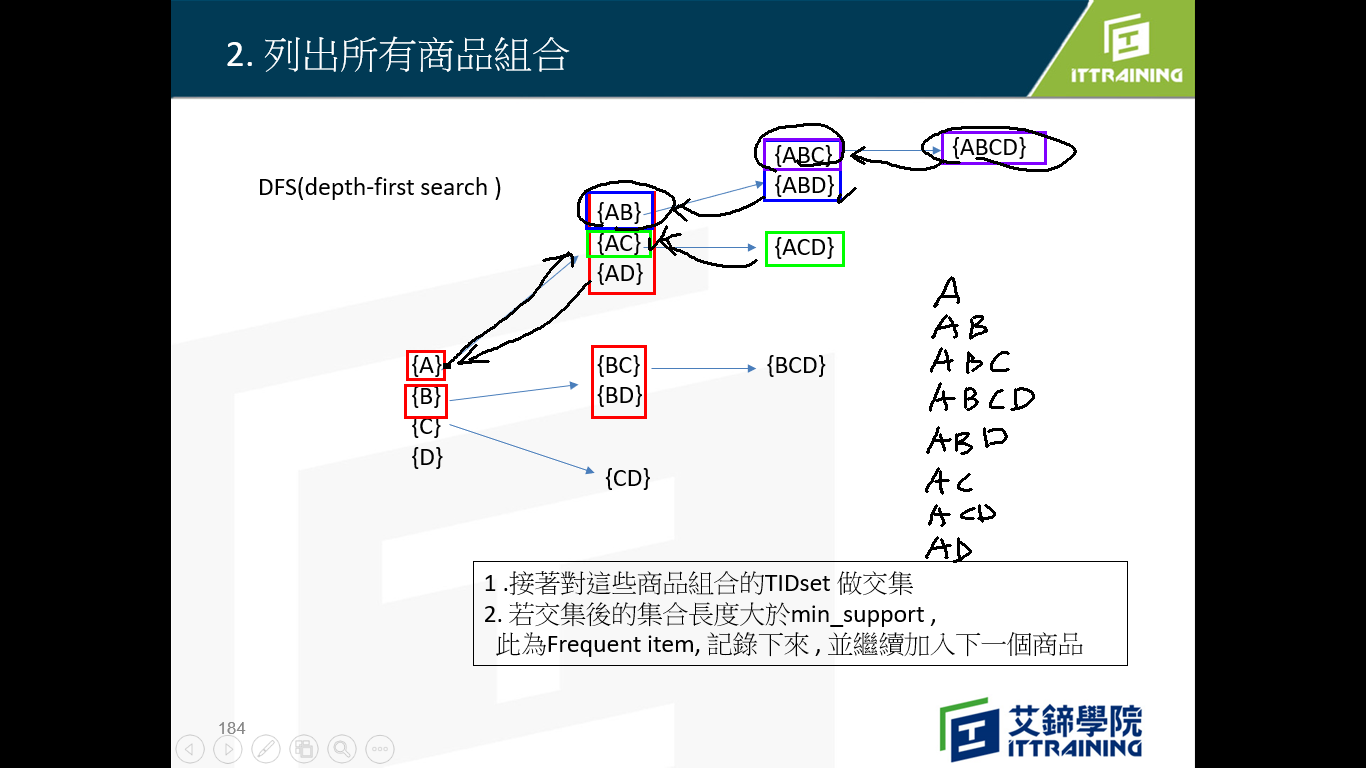 2. 列出所有商品組合
ITTRAINING
DFS(depth-first search )
{ABC}
{ABCD}
{ABD}
{AB}
{AC}
{ACD}
{AD}
{A}
{BC}
{BCD}
{B}
{BD}
{C}
{D}
{CD}
A
AB
ABC
ABCD
ABD
AC
ACD
AD
1 .接著對這些商品組合的TIDset 做交集
2. 若交集後的集合長度大於min_support ,
此為Frequent item, 記錄下來 , 並繼續加入下一個商品
184
艾鍗學院
ITTRAINING